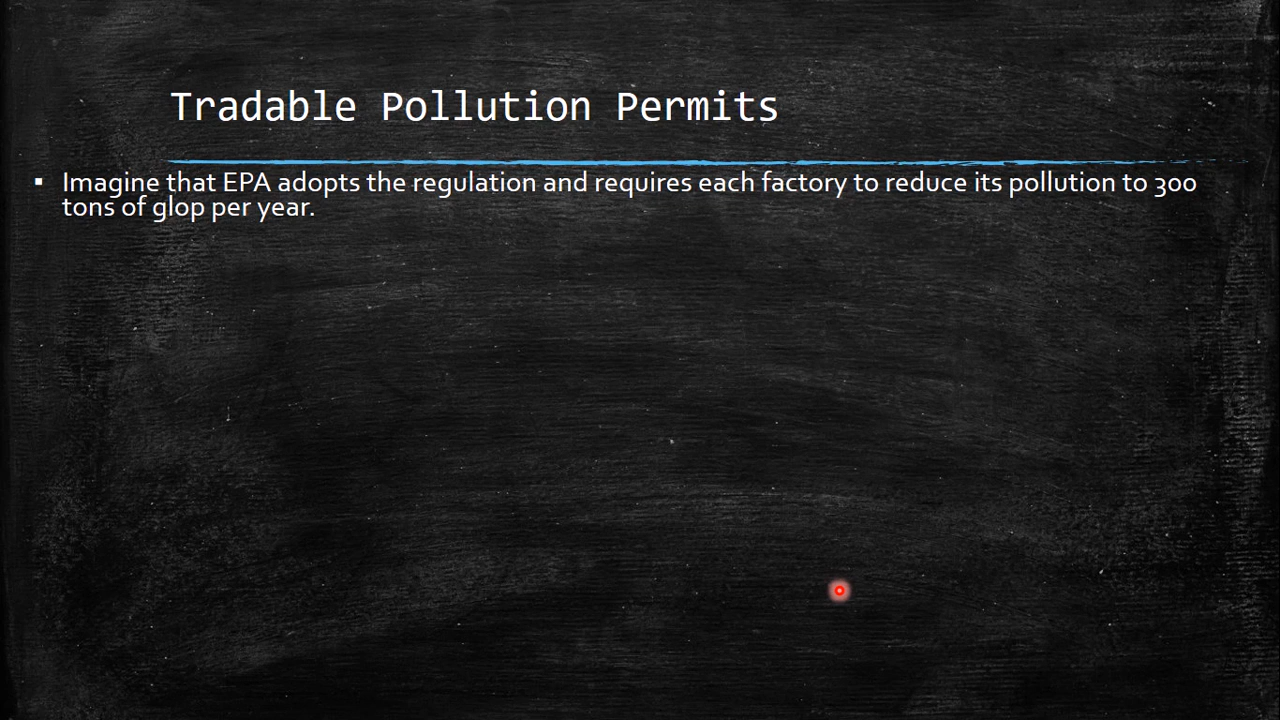 Tradable Pollution Permits
▪ Imagine that EPA adopts the regulation and requires each factory to reduce its pollution to 300
tons of glop per year.